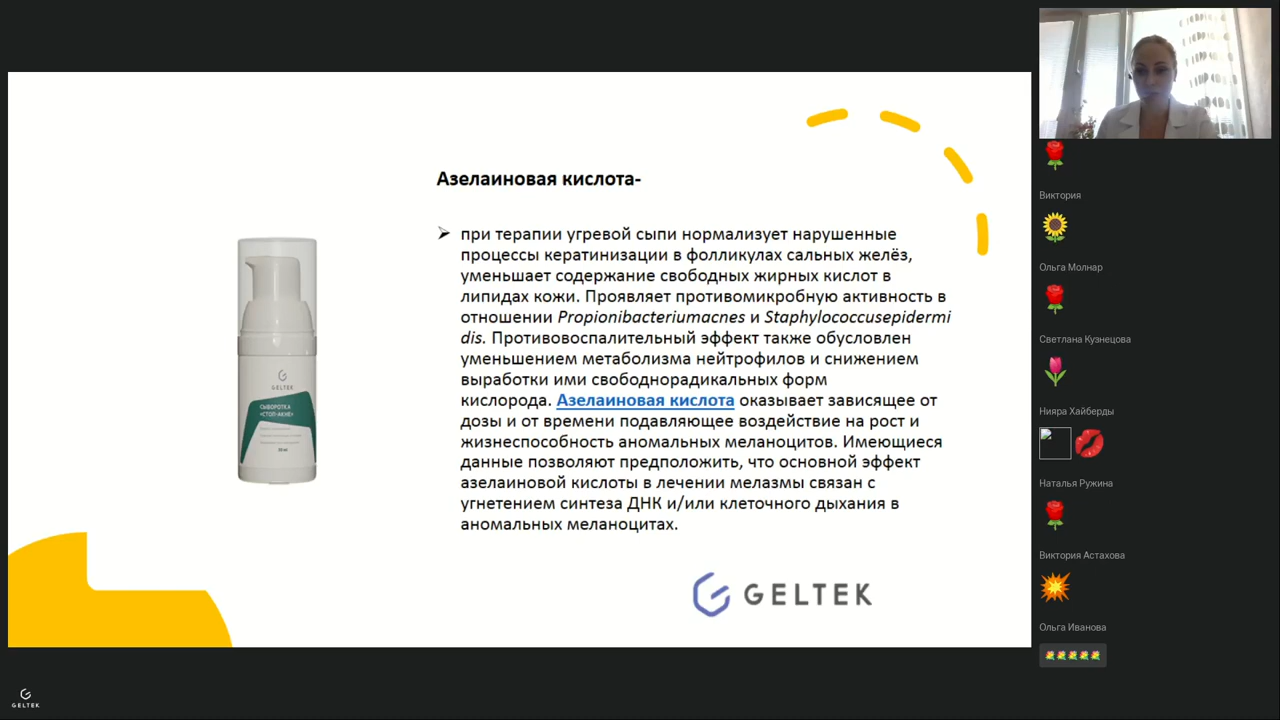 Азелаиновая кислота-
при терапии угревой сыпи нормализует нарушенные
процессы кератинизации в фолликулах сальных желёз,
уменьшает содержание свободных жирных кислот в
липидах кожи. Проявляет противомикробную активность в
отношении Propionibacteriumacnes и Staphylococcusepidermi
dis. Противовоспалительный эффект также обусловлен
уменьшением метаболизма нейтрофилов и снижением
выработки ими свободнорадикальных форм
кислорода. Азелаиновая кислота оказывает зависящее от
дозы и от времени подавляющее воздействие на рост и
жизнеспособность аномальных меланоцитов. Имеющиеся
данные позволяют предположить, что основной эффект
азелаиновой кислоты в лечении мелазмы связан с
угнетением синтеза ДНК и/или клеточного дыхания в
аномальных меланоцитах.
GELTEK
СЫВОРОТКА
«СТОП-АКНЕ»
GELTEK
GELTEK
Виктория
Ольга Молнар
Светлана Кузнецова
Нияра Хайберды
Наталья Ружина
Виктория Астахова
Ольга Иванова